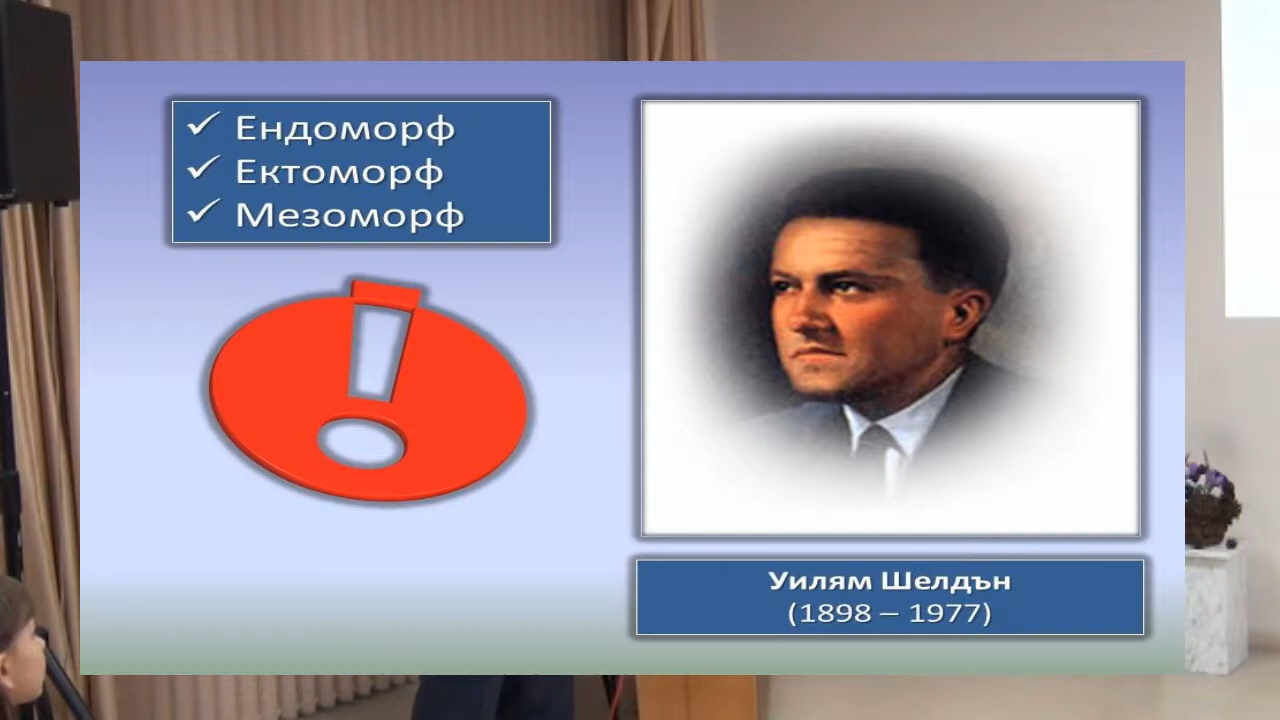 Ендоморф
Ектоморф
Мезоморф
Уилям Шелдън
(1898 – 1977)